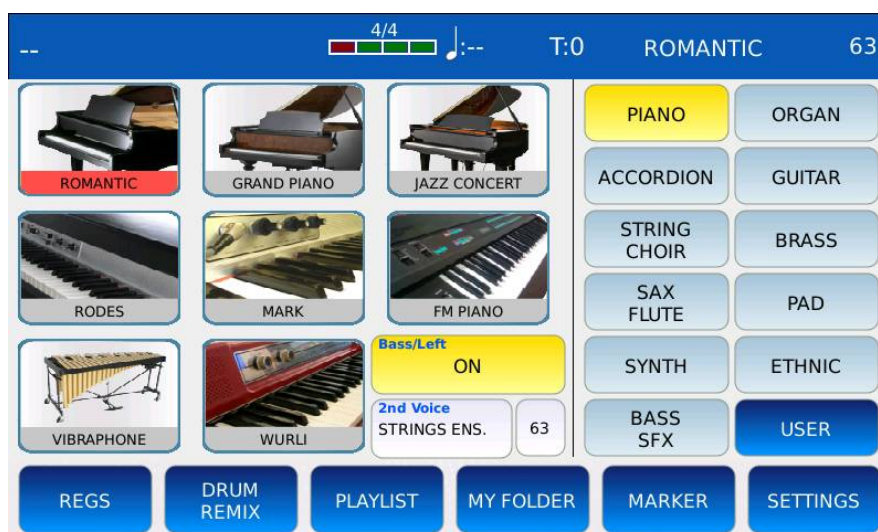 --
4/4
:--
T:0
ROMANTIC
63
ROMANTIC
GRAND PIANO
JAZZ CONCERT
RODES
MARK
FM PIANO
VIBRAPHONE
WURLI
Bass/Left
ON
2nd Voice
STRINGS ENS.
63
PIANO
ORGAN
ACCORDION
GUITAR
STRING
CHOIR
BRASS
SAX
FLUTE
PAD
SYNTH
ETHNIC
BASS
SFX
USER
REGS
DRUM
REMIX
PLAYLIST
MY FOLDER
MARKER
SETTINGS